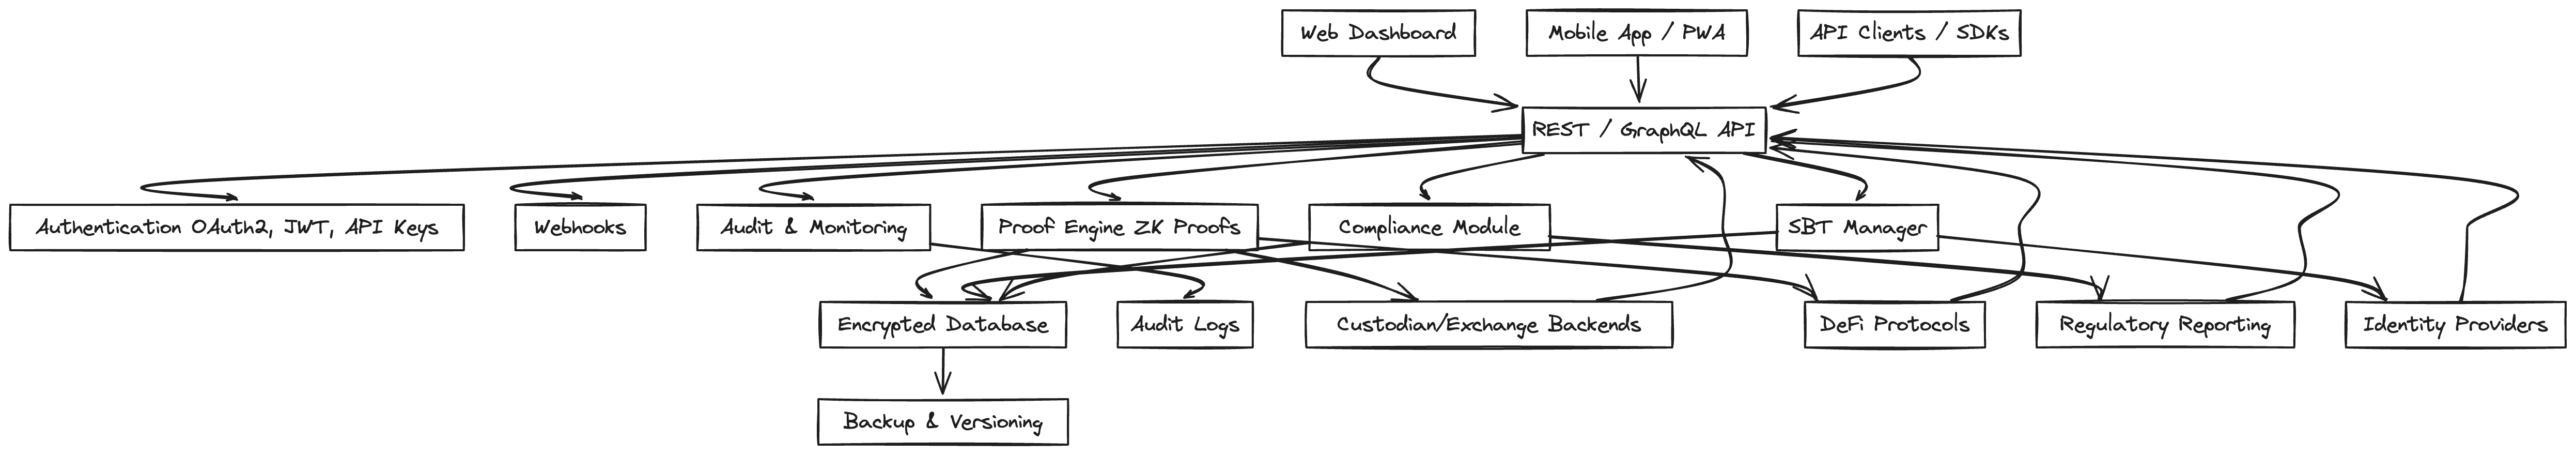 Web Dashboard
Mobile App / PWA
API Clients / SDKs
REST / GraphQL API
Authentication OAuth2, JWT, API Keys
Webhooks
Audit & Monitoring
Proof Engine ZK Proofs
Compliance Module
SBT Manager
Encrypted Database
Audit Logs
Custodian/Exchange Backends
DeFi Protocols
Regulatory Reporting
Identity Providers
Backup & Versioning